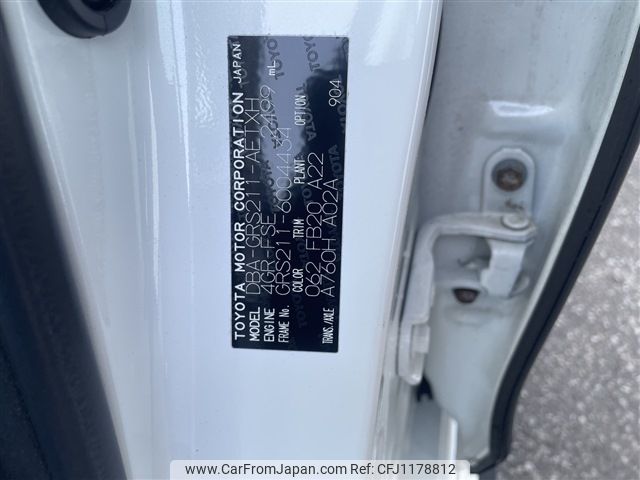 TOYOTA MOTOR CORPORATION JAPAN
MODEL DBA-GRS211-AETXH
ENGINE 4GR-FSE 2499 mL
FRAME No. GRS211-6004434
COLOR TRIM PLANT OPTION
062 FB20 A22 904
TRANS./AXLE A760H A02A
www.CarFromJapan.com | Ref No. CFJ1178812